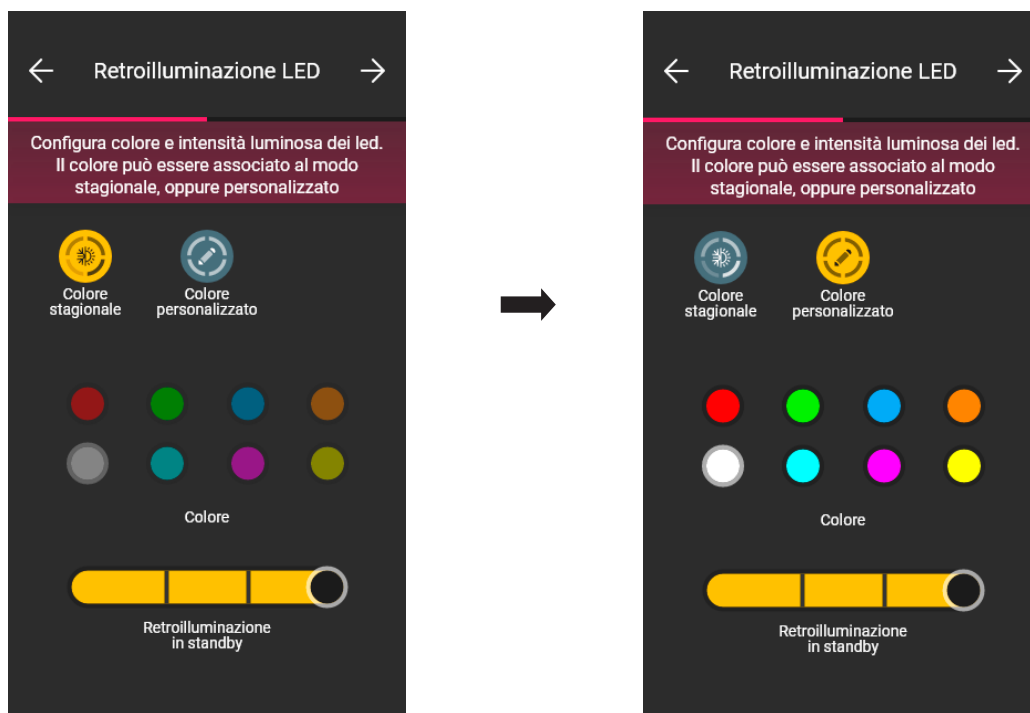 Retroilluminazione LED
Configura colore e intensità luminosa dei led.
Il colore può essere associato al modo
stagionale, oppure personalizzato
Colore
stagionale
Colore
personalizzato
Colore
Retroilluminazione
in standby
Retroilluminazione LED
Configura colore e intensità luminosa dei led.
Il colore può essere associato al modo
stagionale, oppure personalizzato
Colore
stagionale
Colore
personalizzato
Colore
Retroilluminazione
in standby